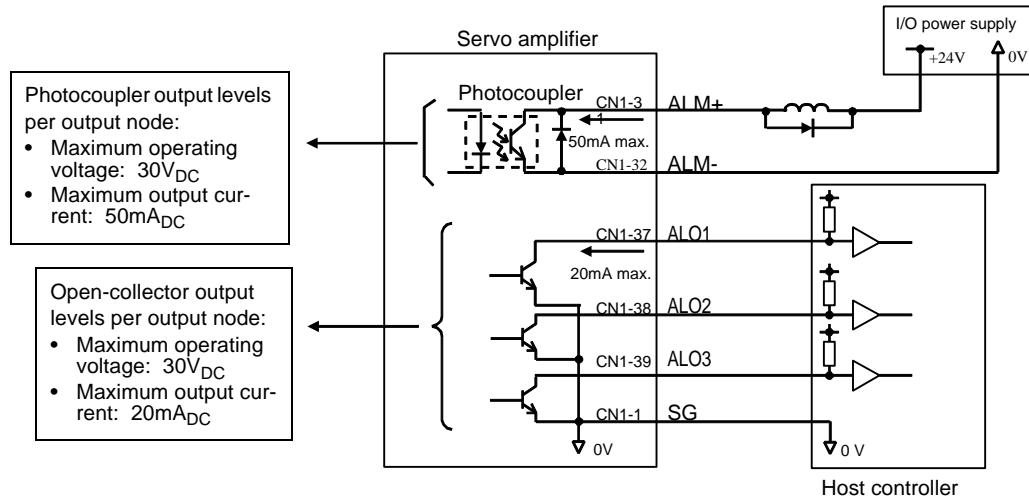 I/O power supply
+24V
0V
Servo amplifier
Photocoupler output levels
per output node:
• Maximum operating
voltage: 30VDC
• Maximum output cur-
rent: 50mADC
Photocoupler
CN1-3
1
ALM+
50mA max.
CN1-32
ALM-
CN1-37
ALO1
20mA max.
Open-collector output
levels per output node:
• Maximum operating
voltage: 30VDC
• Maximum output cur-
rent: 20mADC
CN1-38
ALO2
CN1-39
ALO3
CN1-1
SG
0V
0 V
Host controller